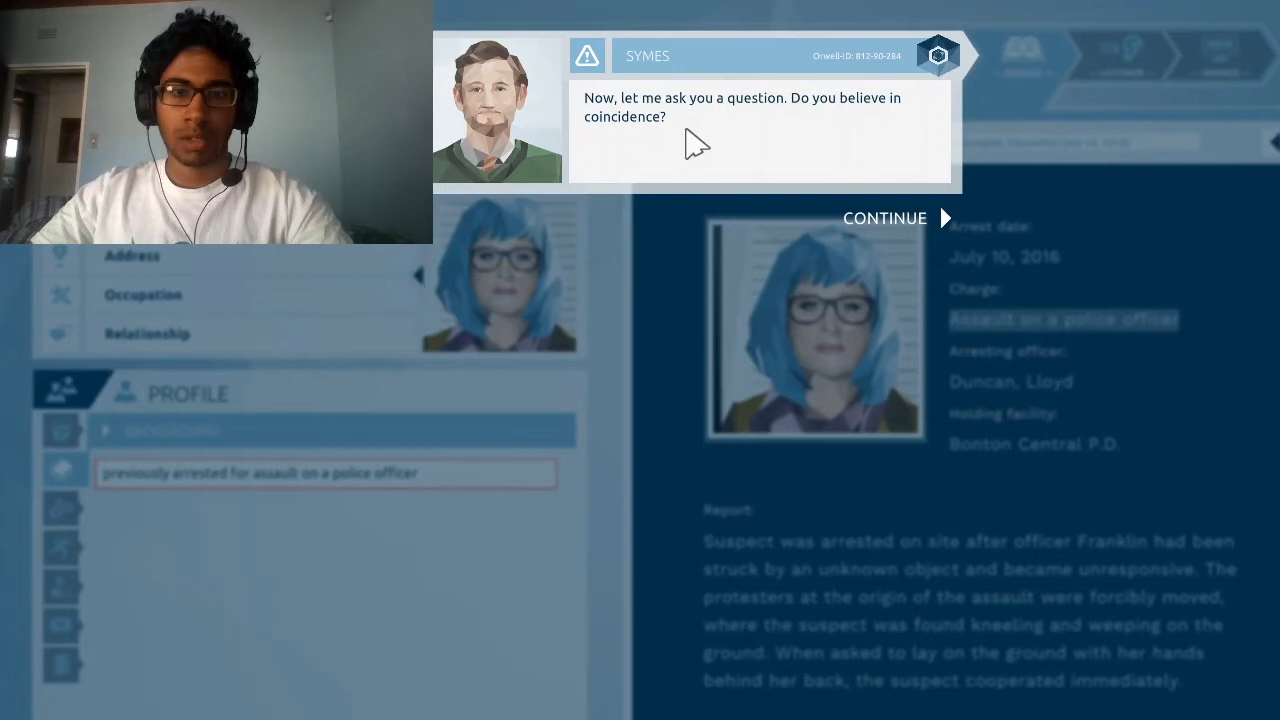 SYMES
Orwell-ID: 812-90-284
Now, let me ask you a question. Do you believe in
coincidence?
CONTINUE
Address
Occupation
Relationship
PROFILE
BACKGROUND
previously arrested for assault on a police officer
Arrest date:
July 10, 2016
Charge:
Assault on a police officer
Arresting officer:
Duncan, Lloyd
Holding facility:
Bonton Central P.D.
Report:
Suspect was arrested on site after officer Franklin had been
struck by an unknown object and became unresponsive. The
protesters at the origin of the assault were forcibly moved,
where the suspect was found kneeling and weeping on the
ground. When asked to lay on the ground with her hands
behind her back, the suspect cooperated immediately.